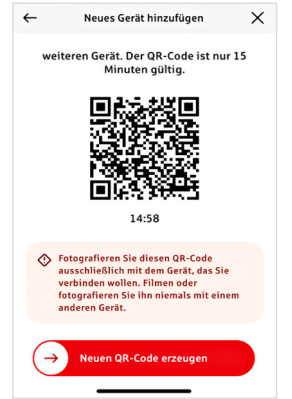 Neues Gerät hinzufügen
weiteren Gerät. Der QR-Code ist nur 15
Minuten gültig.
14:58
Fotografieren Sie diesen QR-Code
ausschließlich mit dem Gerät, das Sie
verbinden wollen. Filmen oder
fotografieren Sie ihn niemals mit einem
anderen Gerät.
Neuen QR-Code erzeugen